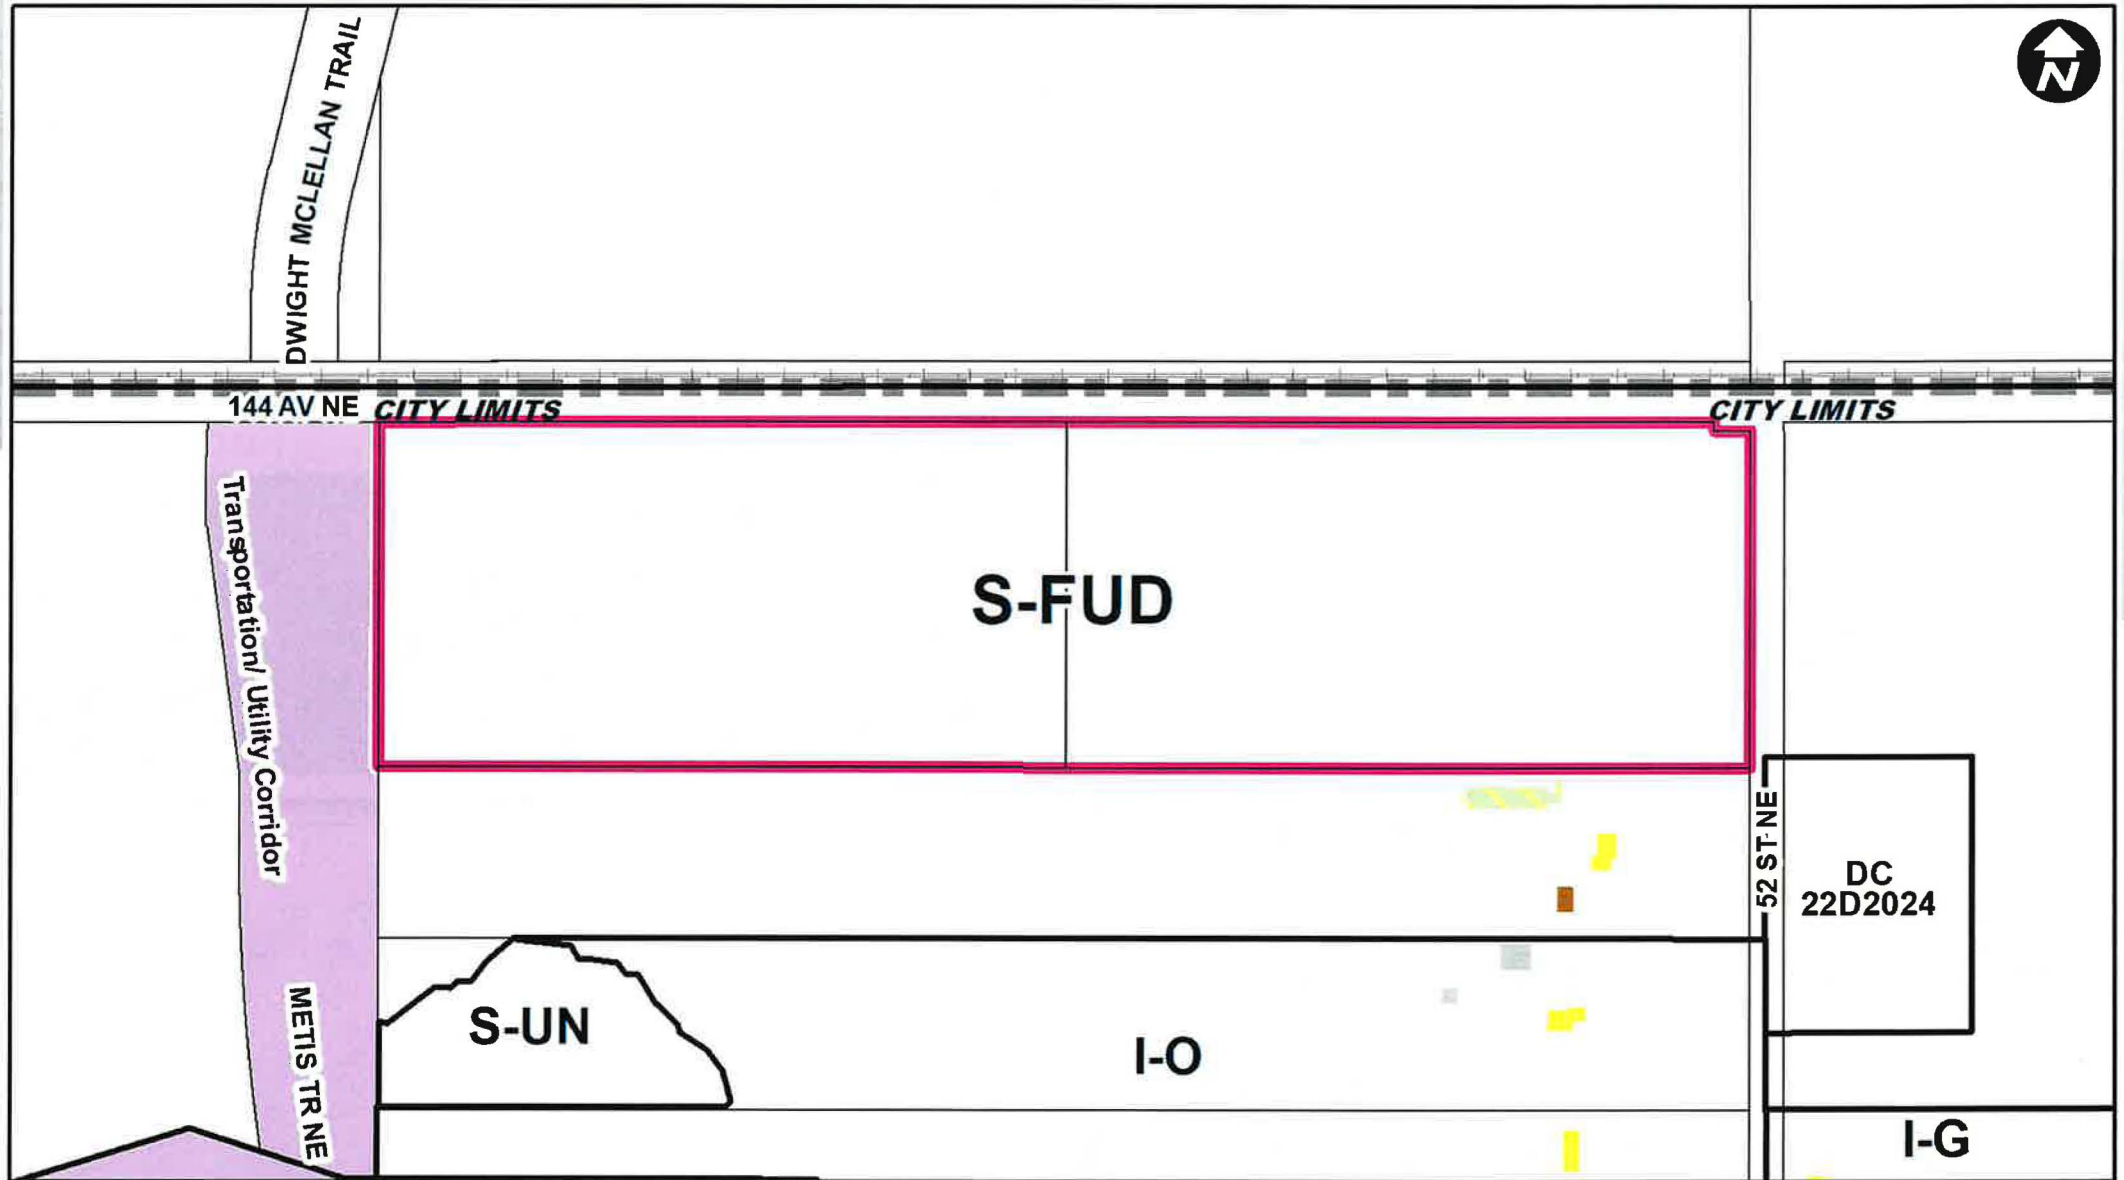 DWIGHT MCLELLAN TRAIL
N
144 AV NE
CITY LIMITS
CITY LIMITS
Transportation/ Utility Corridor
S-FUD
52 ST NE
DC
22D2024
S-UN
I-O
METIS TR NE
I-G